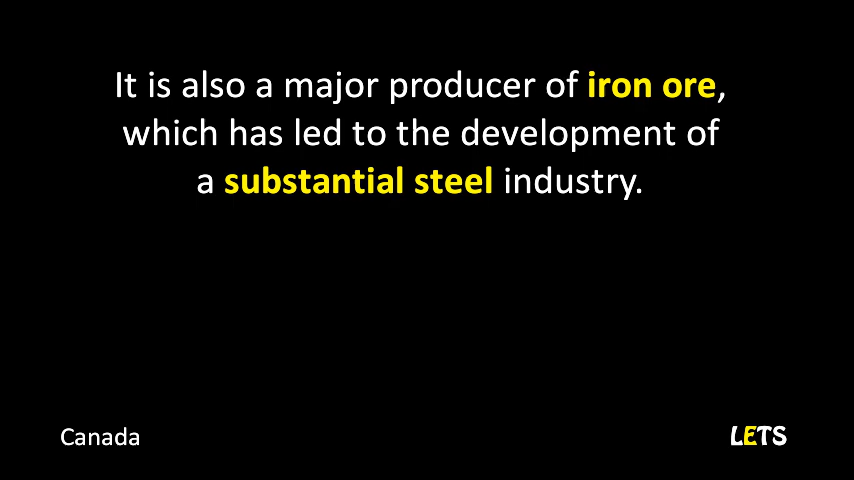 It is also a major producer of iron ore,
which has led to the development of
a substantial steel industry.
Canada
LETS